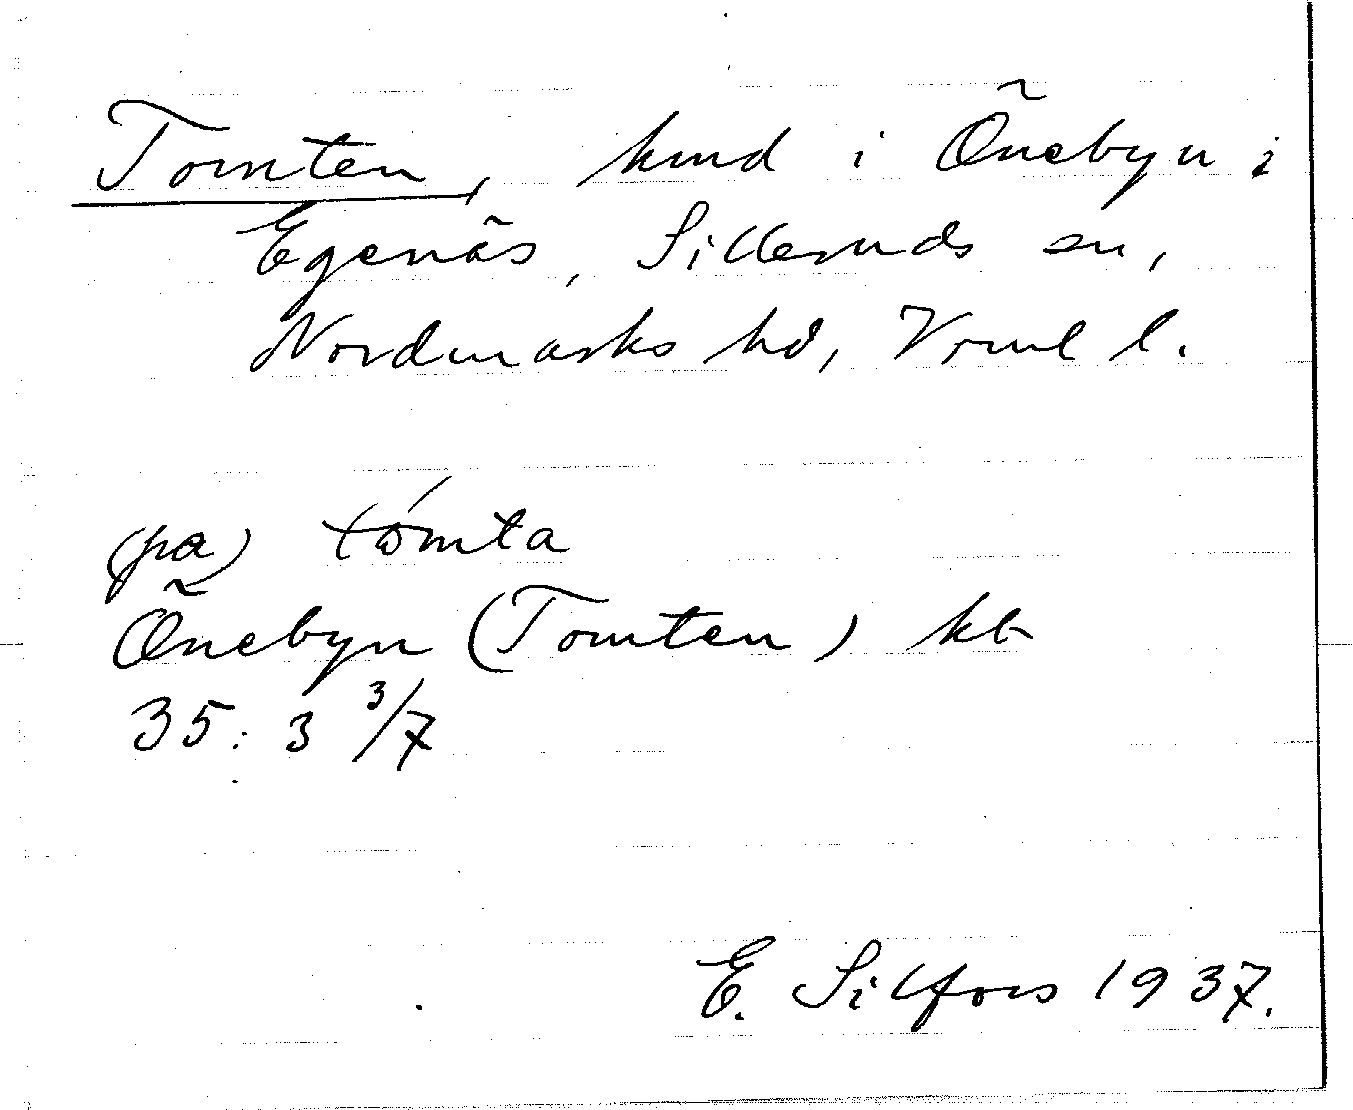 Tomten, hmd i Önebyn i
Egenäs, Silleruds sn,
Nordmarks hd, Vrml l.
(på) tómta
Önebyn (Tomten) kb
35:3 3/7
E. Silfors 1937.